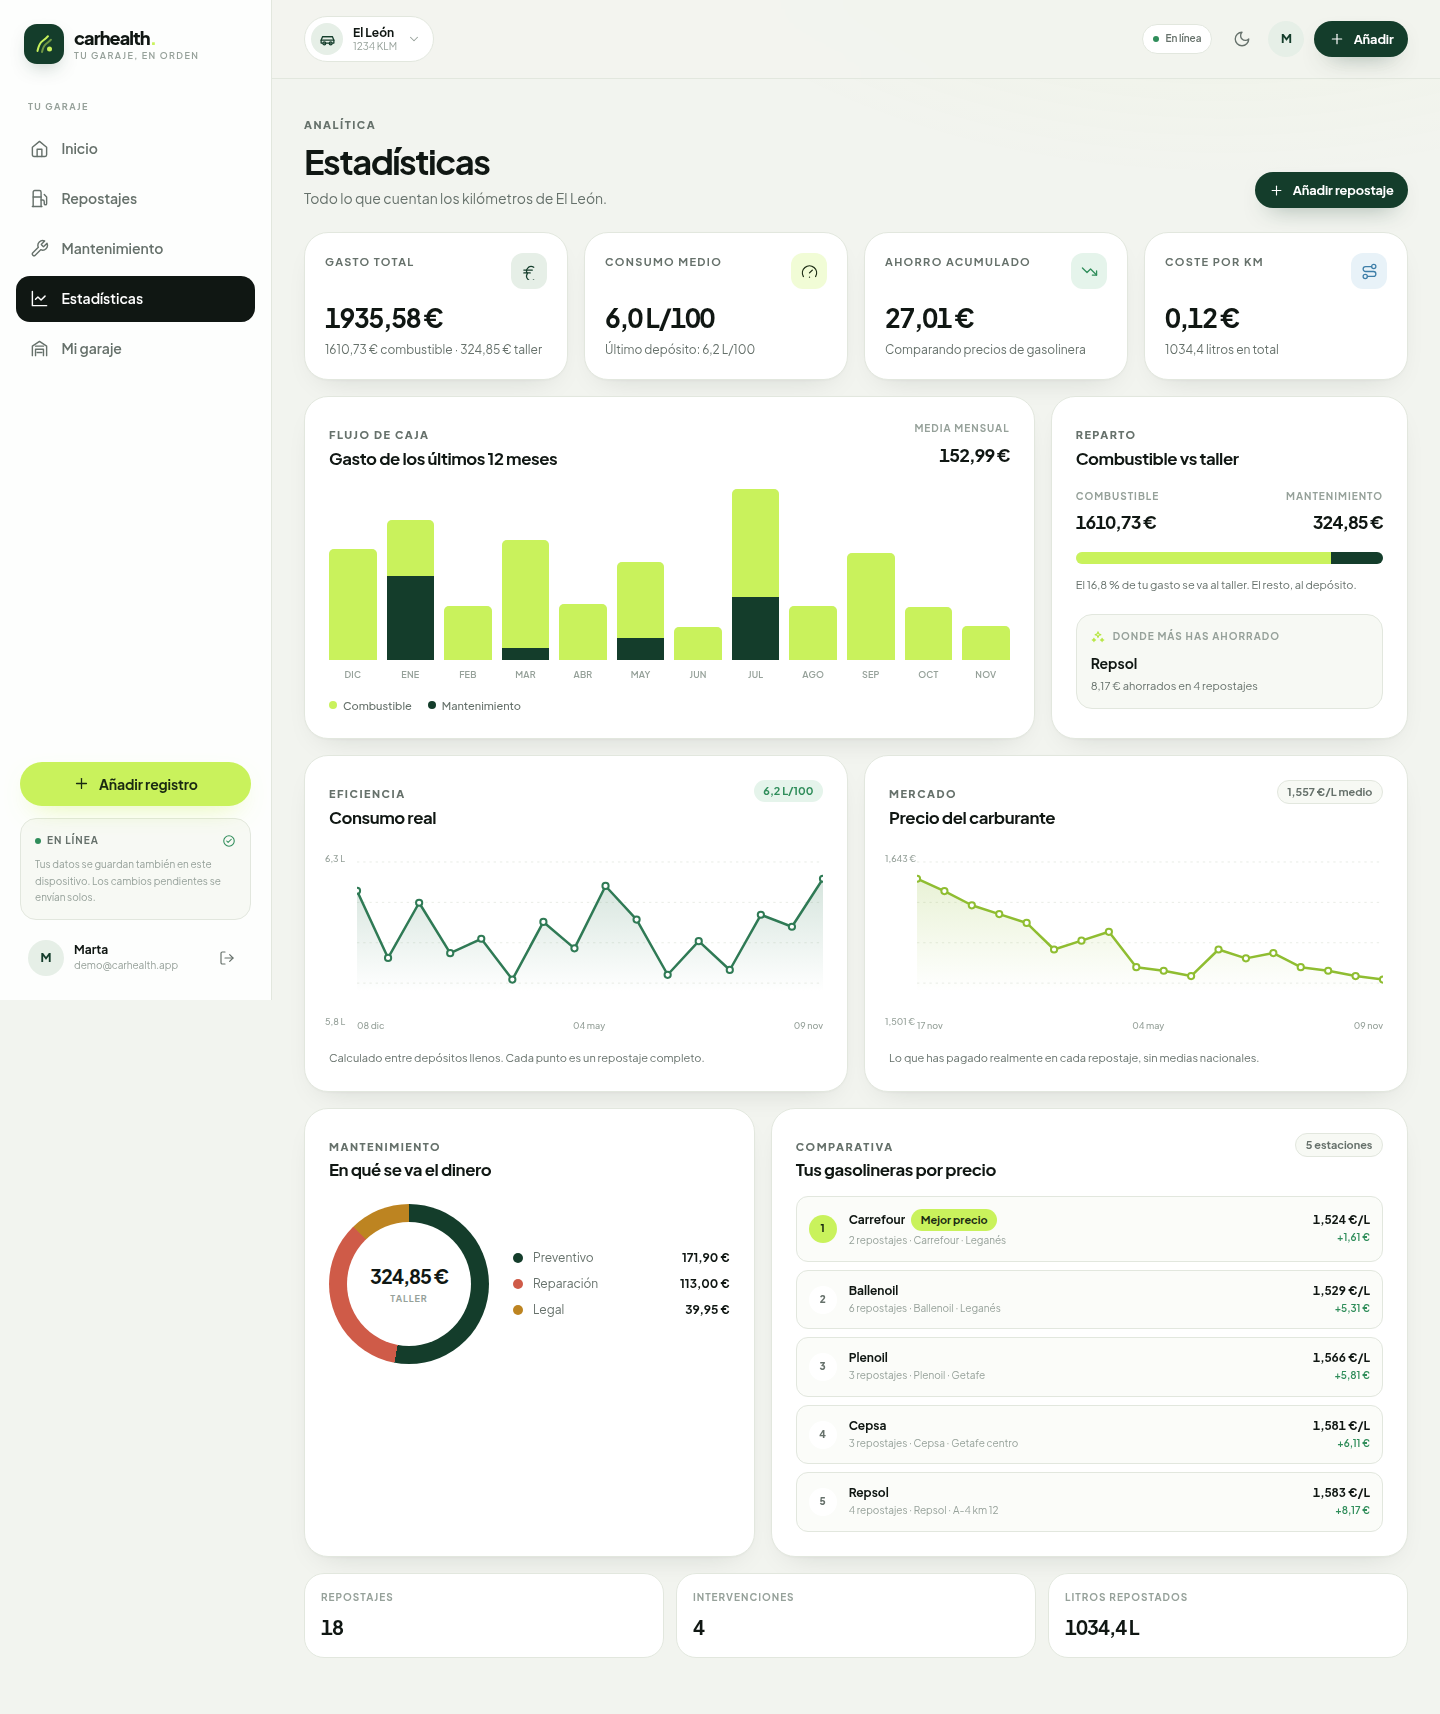 carhealth.
TU GARAJE, EN ORDEN
TU GARAJE
Inicio
Repostajes
Mantenimiento
Estadísticas
Mi garaje
Añadir registro
EN LÍNEA
Tus datos se guardan también en este
dispositivo. Los cambios pendientes se
envían solos.
M
Marta
demo@carhealth.app
El León
1234 KLM
En línea
M
Añadir
ANALÍTICA
Estadísticas
Todo lo que cuentan los kilómetros de El León.
Añadir repostaje
GASTO TOTAL
1935,58 €
1610,73 € combustible · 324,85 € taller
CONSUMO MEDIO
6,0 L/100
Último depósito: 6,2 L/100
AHORRO ACUMULADO
27,01 €
Comparando precios de gasolinera
COSTE POR KM
0,12 €
1034,4 litros en total
FLUJO DE CAJA
Gasto de los últimos 12 meses
MEDIA MENSUAL
152,99 €
DIC ENE FEB MAR ABR MAY JUN JUL AGO SEP OCT NOV
Combustible Mantenimiento
REPARTO
Combustible vs taller
COMBUSTIBLE MANTENIMIENTO
1610,73 € 324,85 €
El 16,8 % de tu gasto se va al taller. El resto, al depósito.
DONDE MÁS HAS AHORRADO
Repsol
8,17 € ahorrados en 4 repostajes
EFICIENCIA
Consumo real
6,2 L/100
6,3 L
5,8 L
08 dic 04 may 09 nov
Calculado entre depósitos llenos. Cada punto es un repostaje completo.
MERCADO
Precio del carburante
1,557 €/L medio
1,643 €
1,501 €
17 nov 04 may 09 nov
Lo que has pagado realmente en cada repostaje, sin medias nacionales.
MANTENIMIENTO
En qué se va el dinero
324,85 €
TALLER
Preventivo 171,90 €
Reparación 113,00 €
Legal 39,95 €
COMPARATIVA
Tus gasolineras por precio
5 estaciones
1 Carrefour Mejor precio 1,524 €/L
2 repostajes · Carrefour · Leganés +1,61 €
2 Ballenoil 1,529 €/L
6 repostajes · Ballenoil · Leganés +5,31 €
3 Plenoil 1,566 €/L
3 repostajes · Plenoil · Getafe +5,81 €
4 Cepsa 1,581 €/L
3 repostajes · Cepsa · Getafe centro +6,11 €
5 Repsol 1,583 €/L
4 repostajes · Repsol · A-4 km 12 +8,17 €
REPOSTAJES
18
INTERVENCIONES
4
LITROS REPOSTADOS
1034,4 L